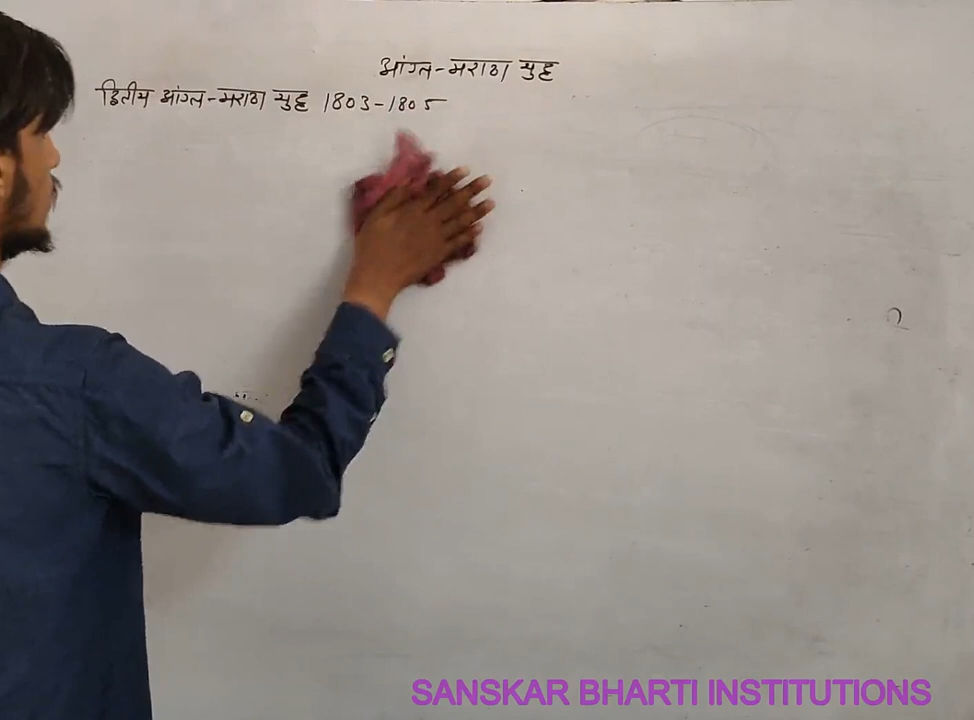 आंग्ल-मराठा युद्ध
द्वितीय आंग्ल-मराठा युद्ध 1803-1805
SANSKAR BHARTI INSTITUTIONS